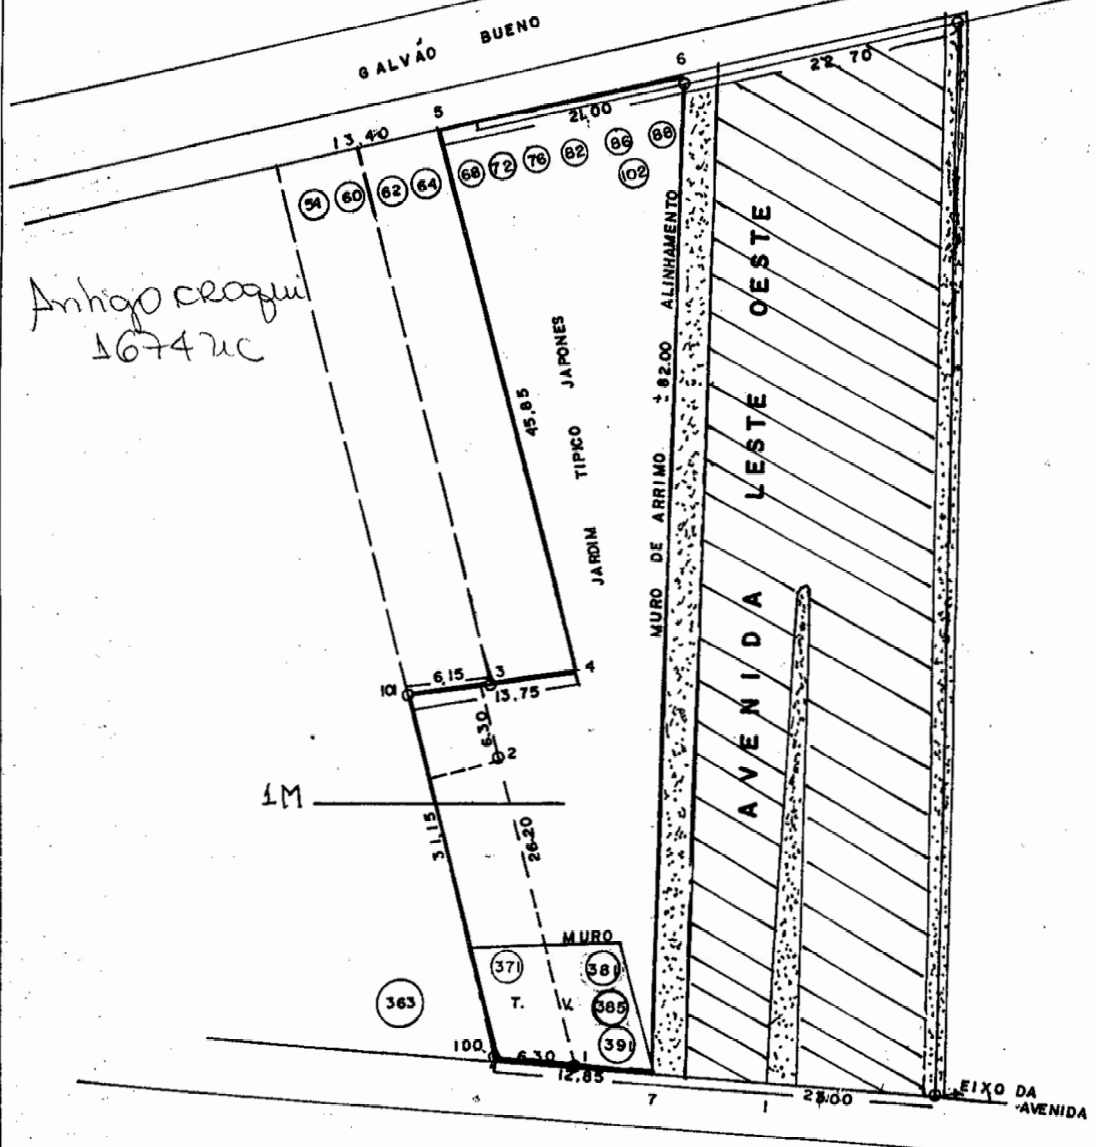 GALVÃO BUENO
6
22,70
5
21,00
13,40
54 60 62 64 68 72 76 82 86 88
102
Antigo croqui
1674
JARDIM TIPICO JAPONES
45,85
MURO DE ARRIMO ± 82.00 ALINHAMENTO
AVENIDA LESTE OESTE
101
6,15
3
4
13,75
6.30
2
1M
31,15
26.20
MURO
371
381
363
T. V.
385
391
100
6.30
1
12,85
7
1
EIXO DA
AVENIDA